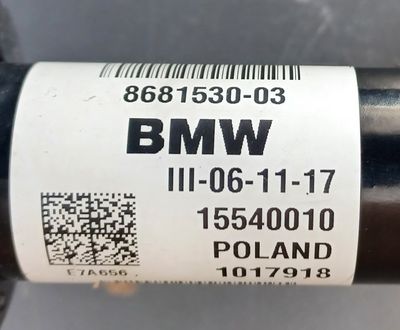 8681530-03
BMW
III-06-11-17
15540010
POLAND
E7A656
1017918